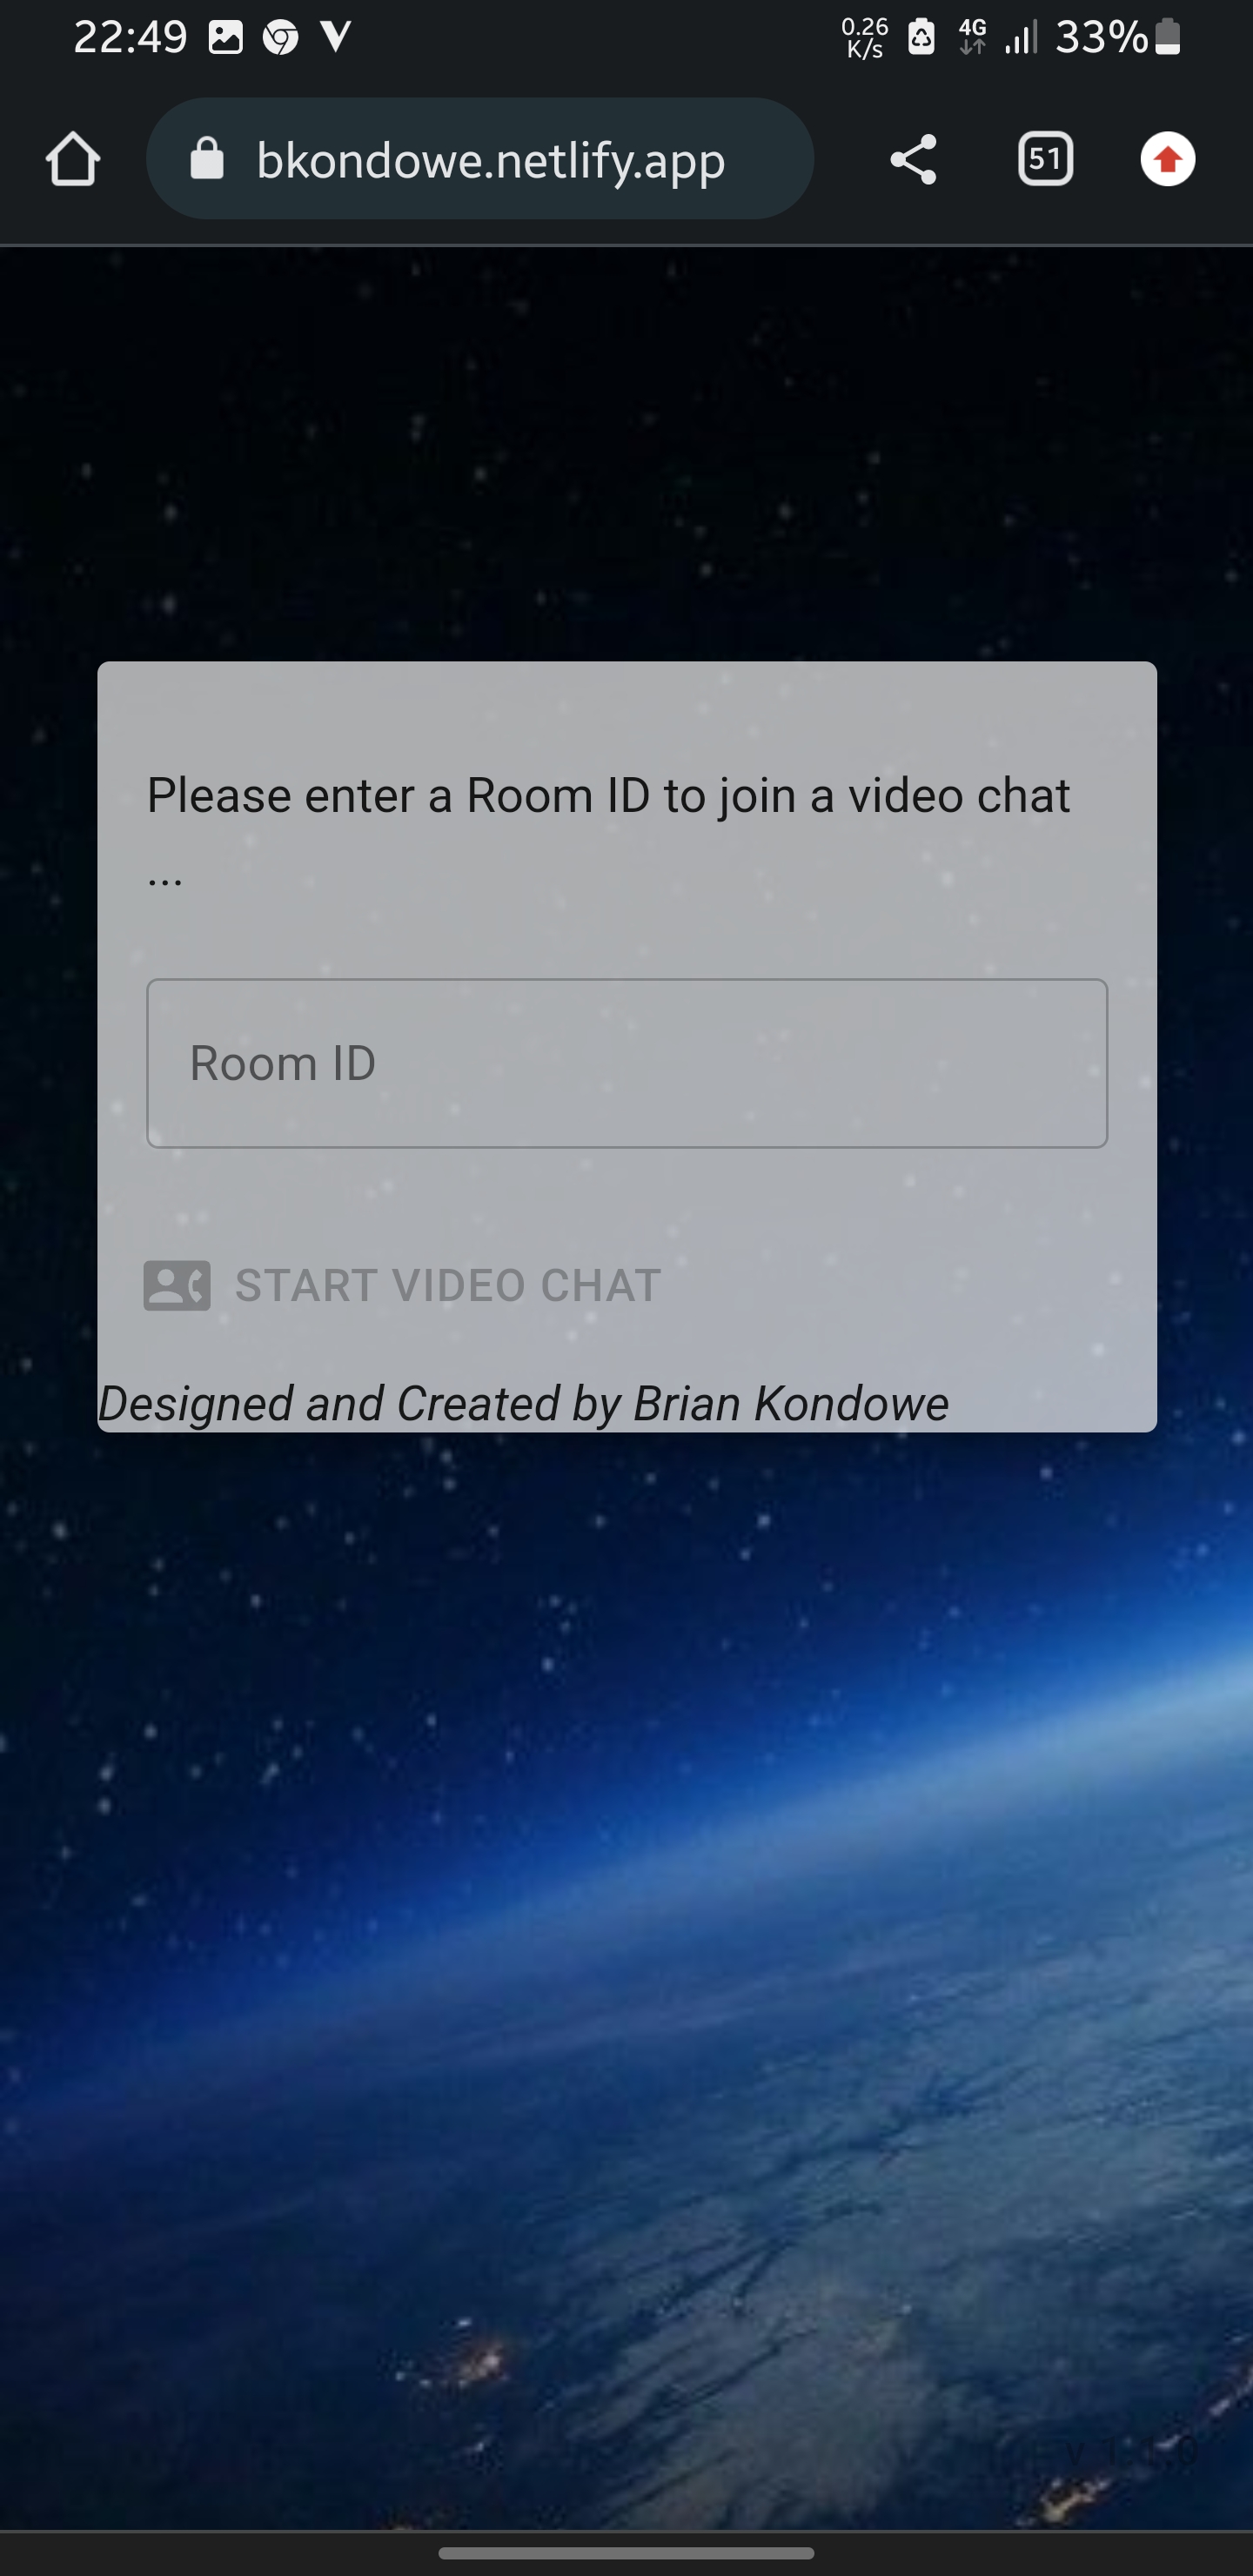 22:49
0.26 K/s 4G 33%
bkondowe.netlify.app
51
Please enter a Room ID to join a video chat
...
Room ID
START VIDEO CHAT
Designed and Created by Brian Kondowe